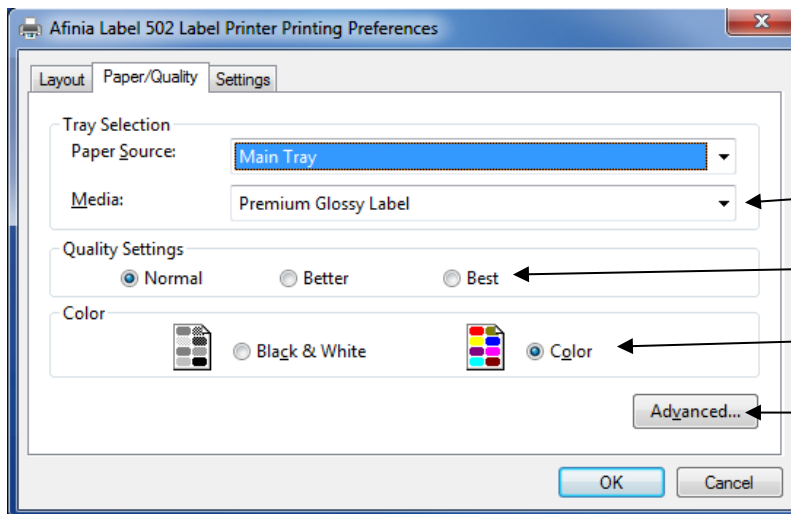 Afinia Label 502 Label Printer Printing Preferences
Layout Paper/Quality Settings
Tray Selection
Paper Source: Main Tray
Media: Premium Glossy Label
Quality Settings
Normal Better Best
Color
Black & White Color
Advanced...
OK Cancel